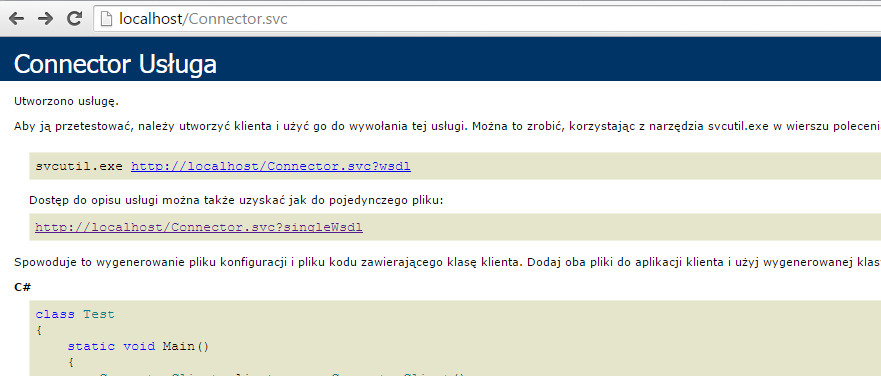 localhost/Connector.svc
Connector Usługa
Utworzono usługę.
Aby ją przetestować, należy utworzyć klienta i użyć go do wywołania tej usługi. Można to zrobić, korzystając z narzędzia svcutil.exe w wierszu poleceni
svcutil.exe http://localhost/Connector.svc?wsdl
Dostęp do opisu usługi można także uzyskać jak do pojedynczego pliku:
http://localhost/Connector.svc?singleWsdl
Spowoduje to wygenerowanie pliku konfiguracji i pliku kodu zawierającego klasę klienta. Dodaj oba pliki do aplikacji klienta i użyj wygenerowanej klas
C#
class Test
{
    static void Main()
    {